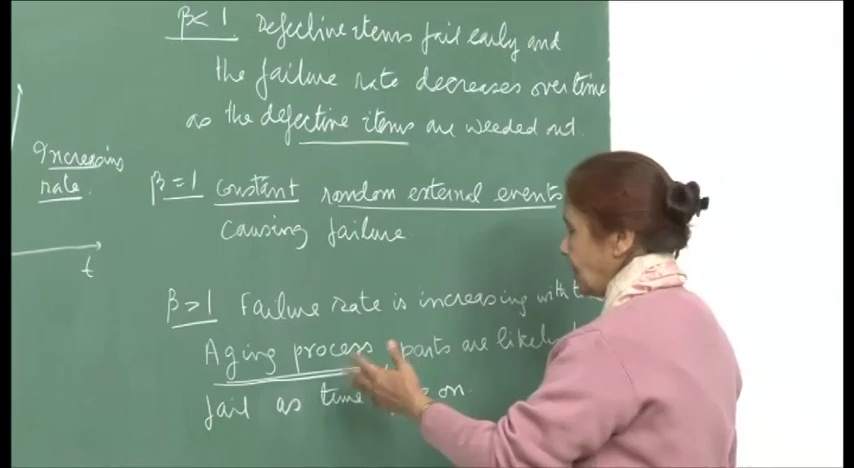 β< 1 Defective items fail early and
the failure rate decreases over time
as the defective items are weeded out.
Increasing
rate.
β=1 constant random external events
causing failure
t
β>1 Failure rate is increasing with t
Aging process, parts are likely
fail as time on.